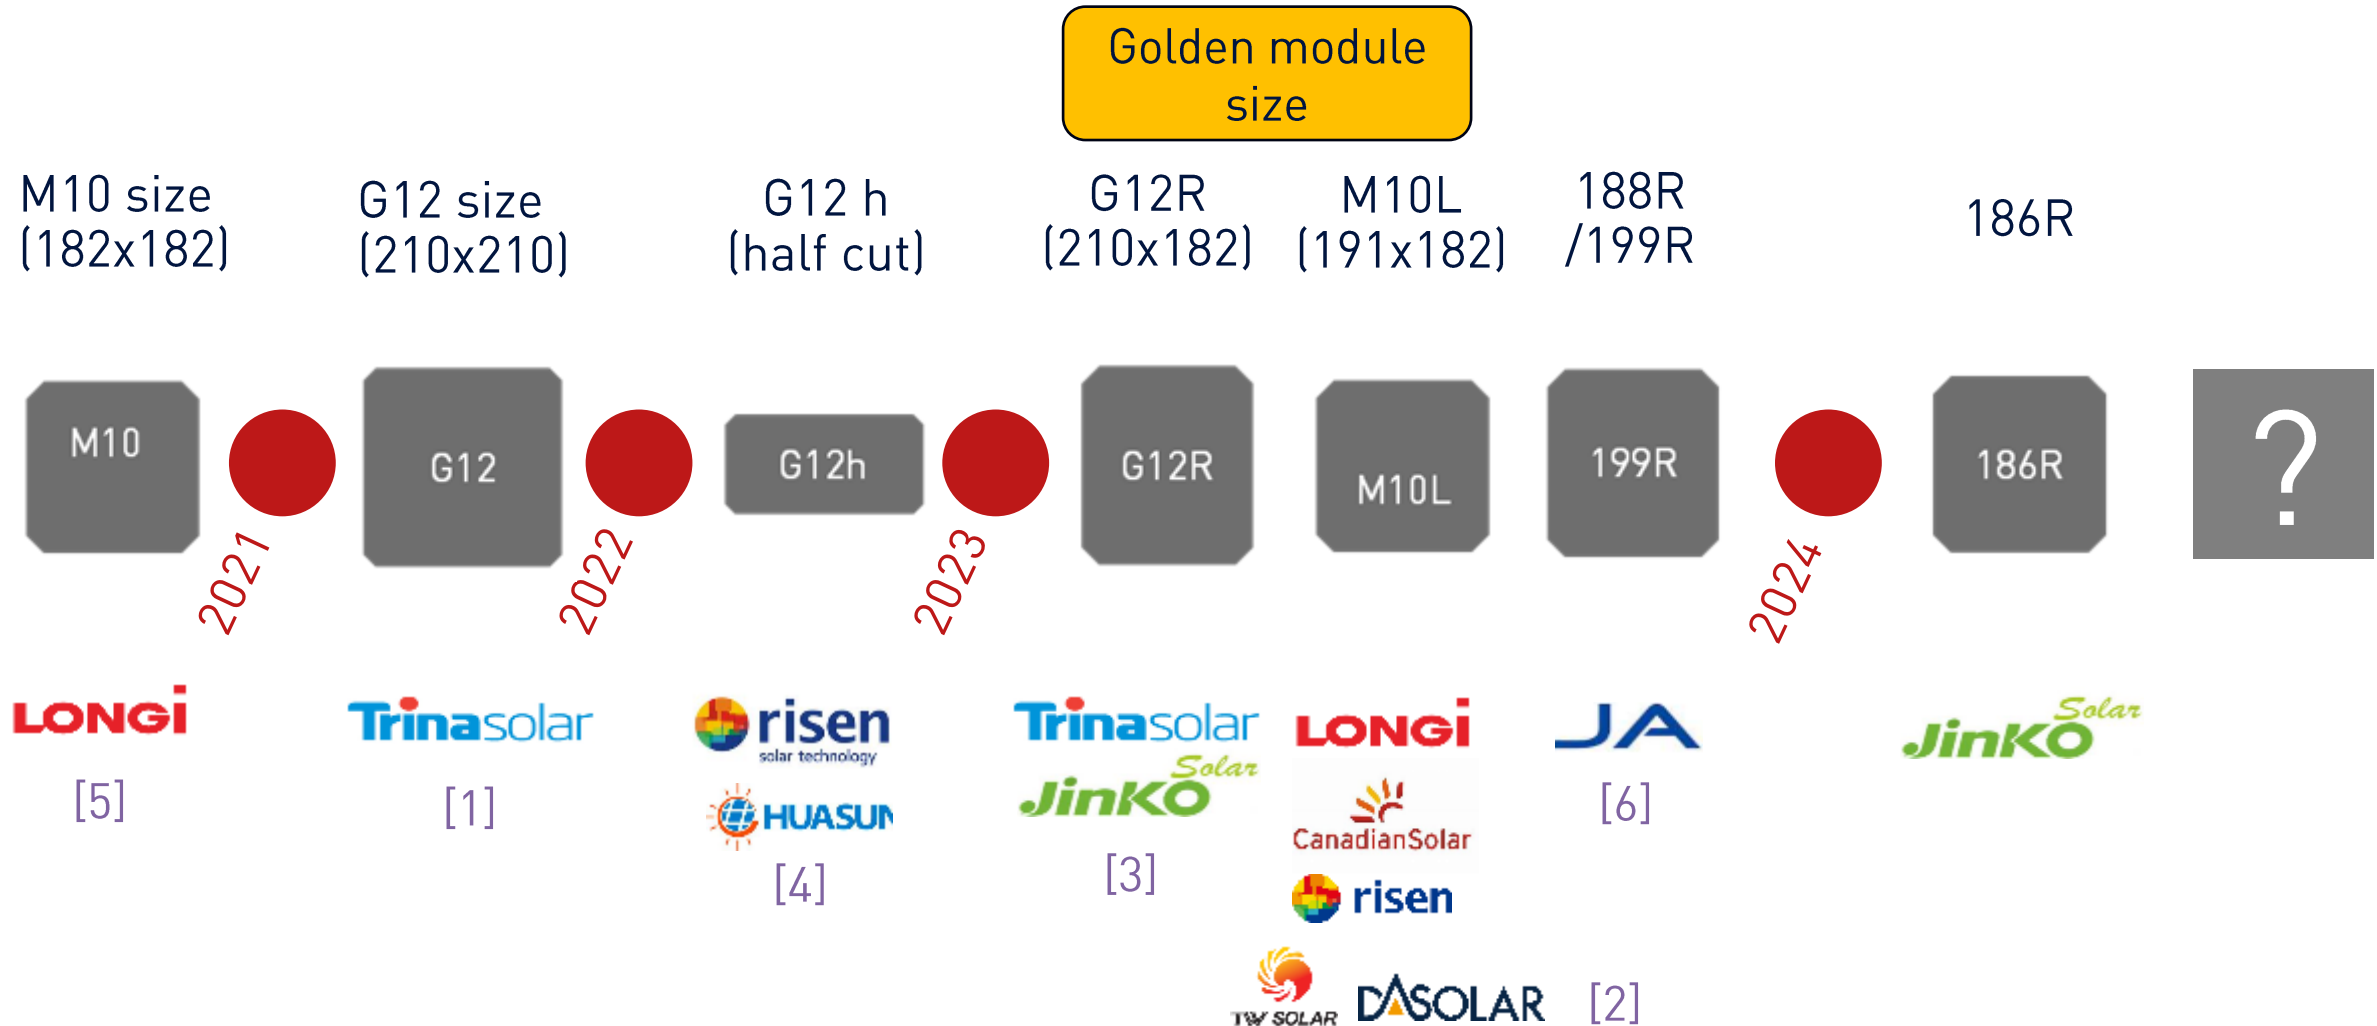 Golden module
size
M10 size
(182x182)
G12 size
(210x210)
G12 h
(half cut)
G12R
(210x182)
M10L
(191x182)
188R
/199R
186R
M10
G12
G12h
G12R
M10L
199R
186R
?
2021
2022
2023
2024
LONGi
[5]
Trinasolar
[1]
risen
solar technology
HUASUN
[4]
Trinasolar
JinKO Solar
[3]
LONGi
CanadianSolar
risen
TW SOLAR
DASOLAR
[2]
JA
[6]
JinKO Solar